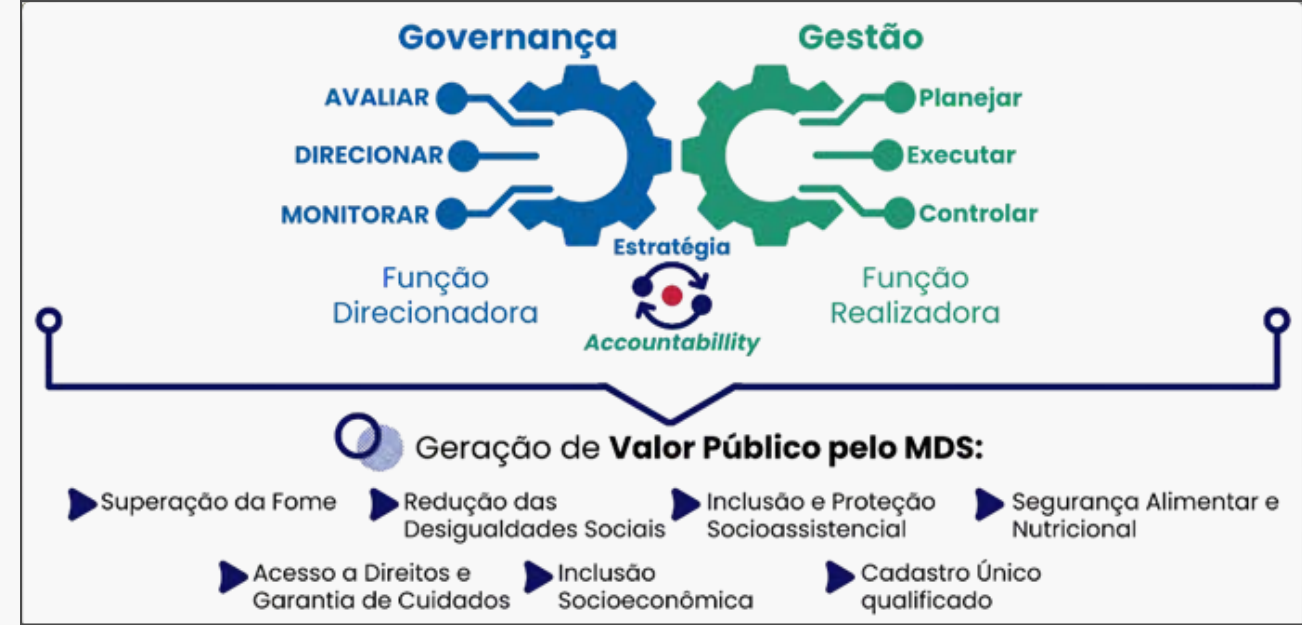 Governança
Gestão
AVALIAR
DIRECIONAR
MONITORAR
Planejar
Executar
Controlar
Função
Direcionadora
Estratégia
Accountabillity
Função
Realizadora
Geração de Valor Público pelo MDS:
Superação da Fome
Redução das
Desigualdades Sociais
Inclusão e Proteção
Socioassistencial
Segurança Alimentar e
Nutricional
Acesso a Direitos e
Garantia de Cuidados
Inclusão
Socioeconômica
Cadastro Único
qualificado